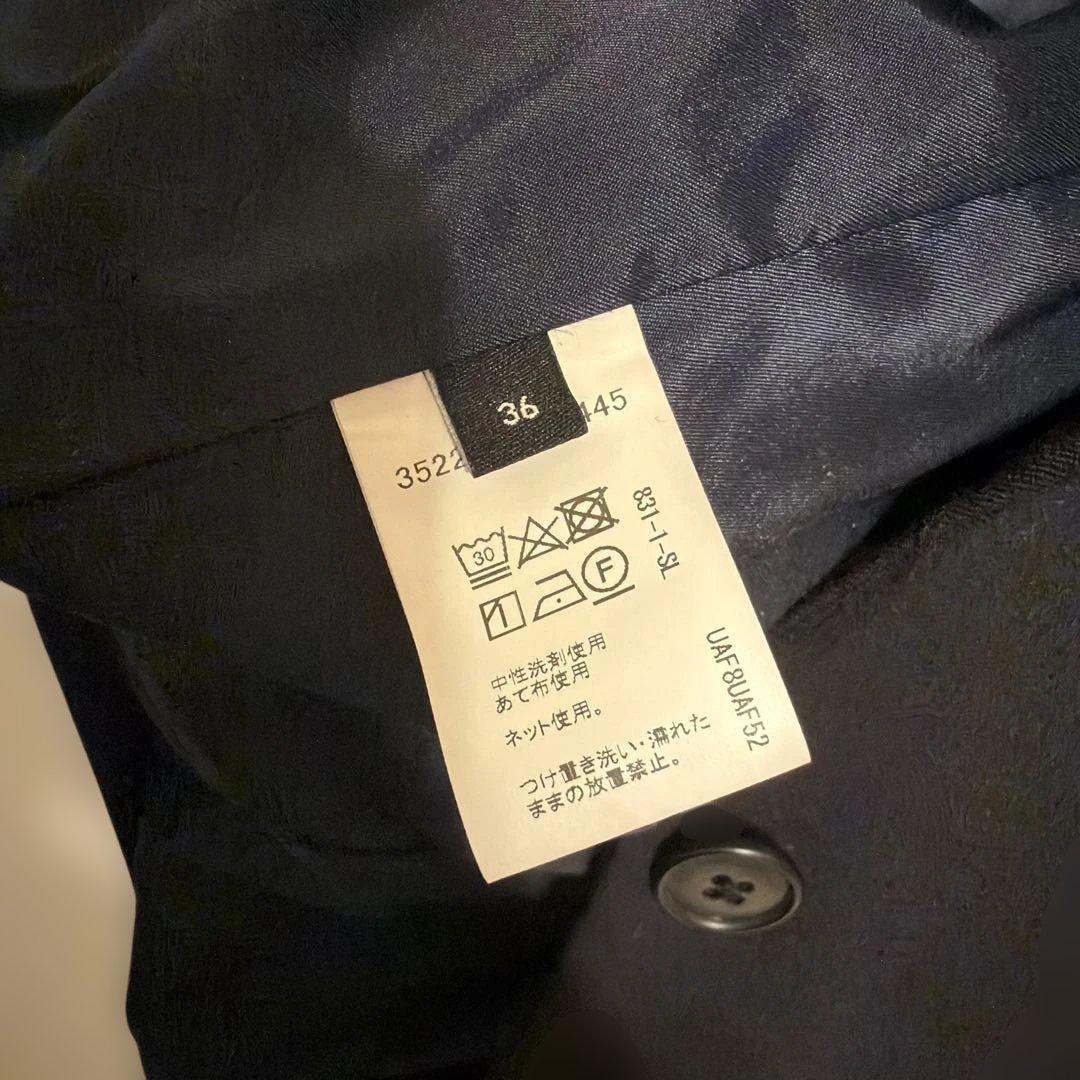 36
3522
445
831-1-SL
30
1
F
中性洗剤使用
あて布使用
ネット使用。
つけ置き洗い・濡れた
ままの放置禁止。
UAF8UAF52